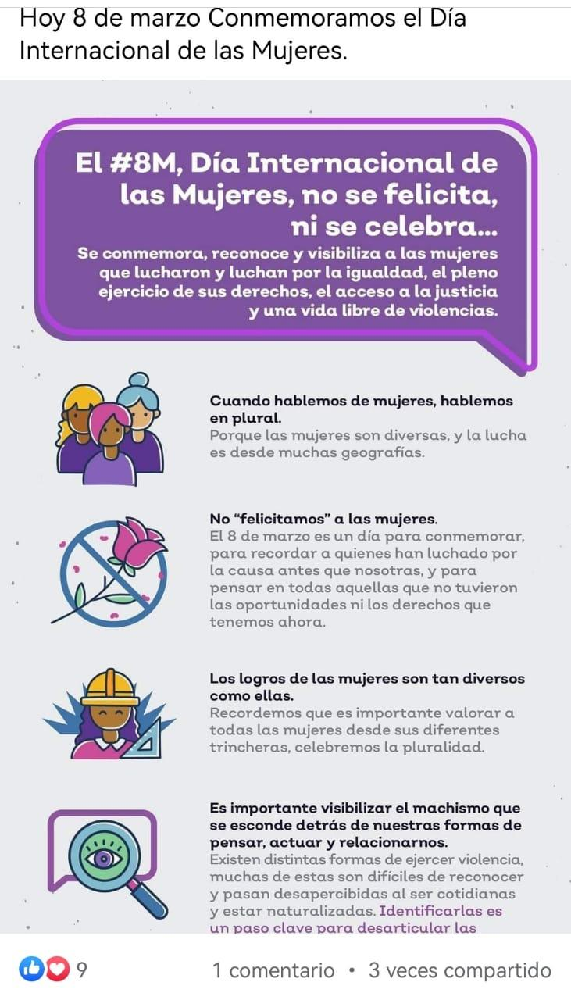 Hoy 8 de marzo Conmemoramos el Día
Internacional de las Mujeres.
El #8M, Día Internacional de
las Mujeres, no se felicita,
ni se celebra...
Se conmemora, reconoce y visibiliza a las mujeres
que lucharon y luchan por la igualdad, el pleno
ejercicio de sus derechos, el acceso a la justicia
y una vida libre de violencias.
Cuando hablemos de mujeres, hablemos
en plural.
Porque las mujeres son diversas, y la lucha
es desde muchas geografías.
No “felicitamos” a las mujeres.
El 8 de marzo es un día para conmemorar,
para recordar a quienes han luchado por
la causa antes que nosotras, y para
pensar en todas aquellas que no tuvieron
las oportunidades ni los derechos que
tenemos ahora.
Los logros de las mujeres son tan diversos
como ellas.
Recordemos que es importante valorar a
todas las mujeres desde sus diferentes
trincheras, celebremos la pluralidad.
Es importante visibilizar el machismo que
se esconde detrás de nuestras formas de
pensar, actuar y relacionarnos.
Existen distintas formas de ejercer violencia,
muchas de estas son difíciles de reconocer
y pasan desapercibidas al ser cotidianas
y estar naturalizadas. Identificarlas es
un paso clave para desarticular las
9
1 comentario • 3 veces compartido